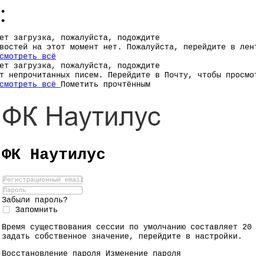 :
ет загрузка, пожалуйста, подождите
востей на этот момент нет. Пожалуйста, перейдите в лен
смотреть всё
ет загрузка, пожалуйста, подождите
т непрочитанных писем. Перейдите в Почту, чтобы просмо
смотреть всё Пометить прочтённым
ФК Наутилус
ФК Наутилус
Регистрационный email
Пароль
Забыли пароль?
Запомнить
Время существования сессии по умолчанию составляет 20
задать собственное значение, перейдите в настройки.
Восстановление пароля Изменение пароля